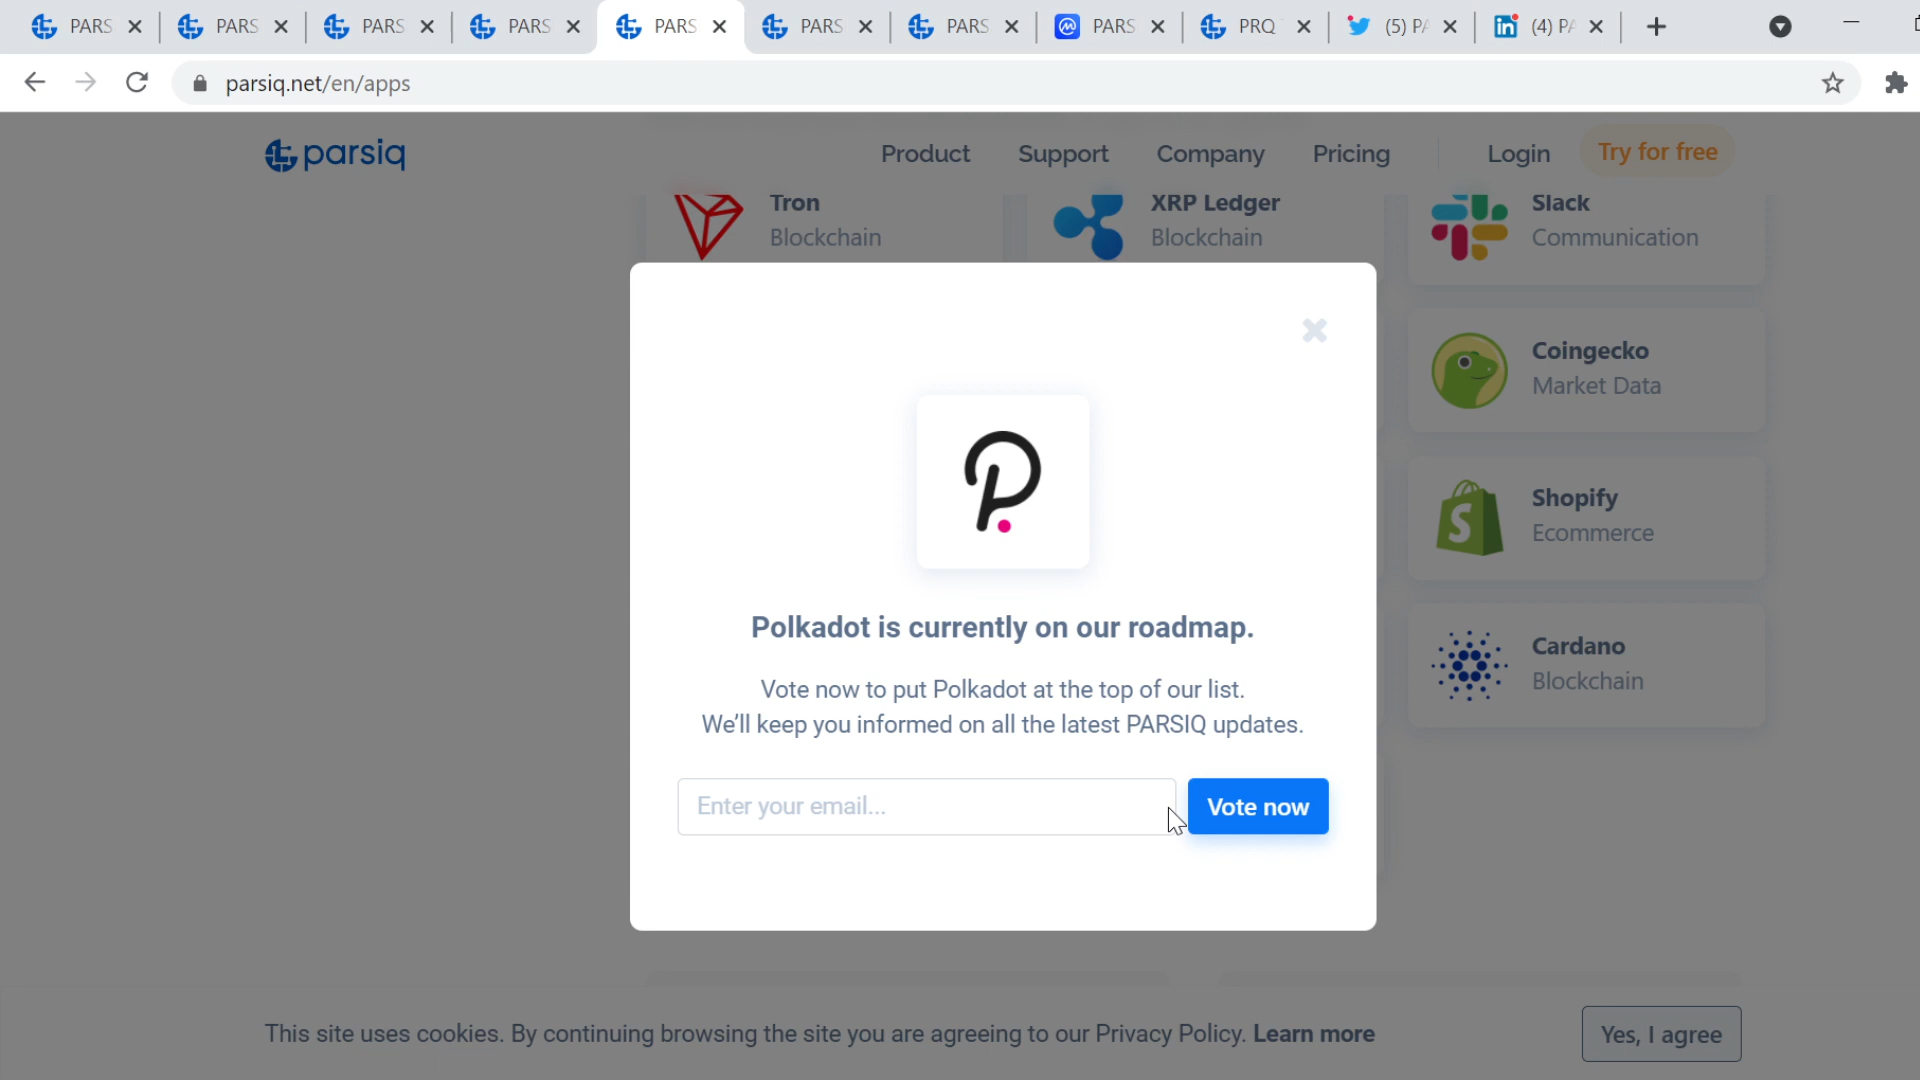 PARS PARS PARS PARS PARS PARS PARS PARS PRQ (5) PA (4) PA
parsiq.net/en/apps
parsiq Product Support Company Pricing Login Try for free
Tron
Blockchain
XRP Ledger
Blockchain
Slack
Communication
Coingecko
Market Data
Shopify
Ecommerce
Cardano
Blockchain
Polkadot is currently on our roadmap.
Vote now to put Polkadot at the top of our list.
We'll keep you informed on all the latest PARSIQ updates.
Enter your email... Vote now
This site uses cookies. By continuing browsing the site you are agreeing to our Privacy Policy. Learn more Yes, I agree